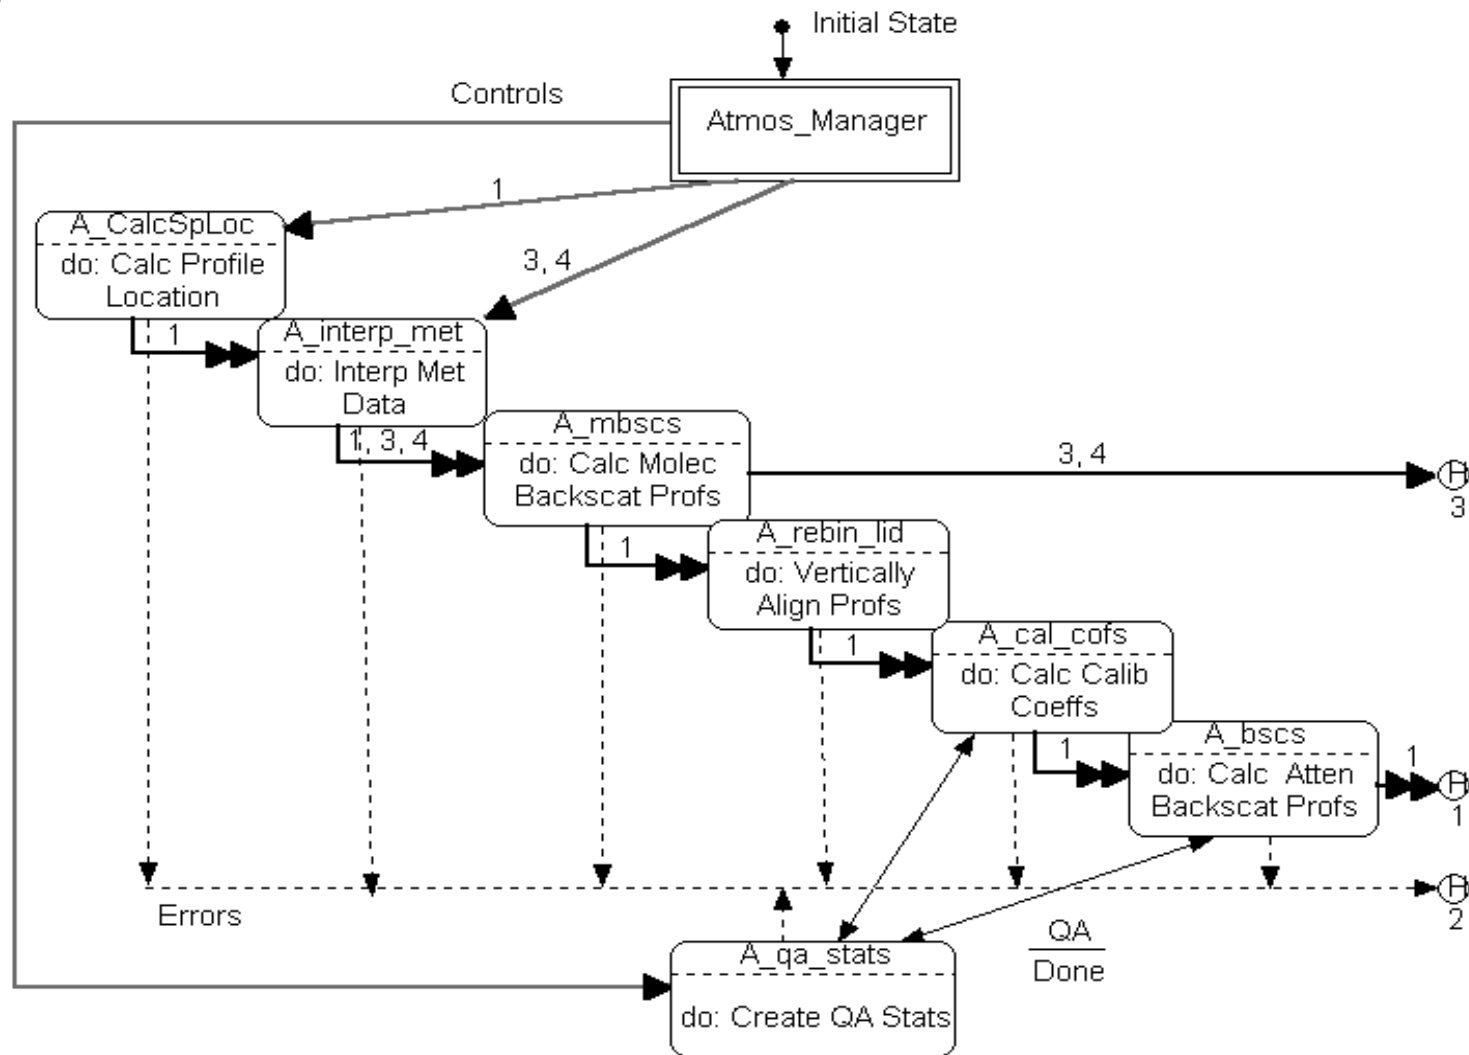 Initial State
Controls
Atmos_Manager
1
A_CalcSpLoc
do: Calc Profile
Location
3, 4
1
A_interp_met
do: Interp Met
Data
1, 3, 4
A_mbscs
do: Calc Molec
Backscat Profs
3, 4
H
3
1
A_rebin_lid
do: Vertically
Align Profs
1
A_cal_cofs
do: Calc Calib
Coeffs
1
A_bscs
do: Calc Atten
Backscat Profs
1
H
1
Errors
H
2
QA
Done
A_qa_stats
do: Create QA Stats